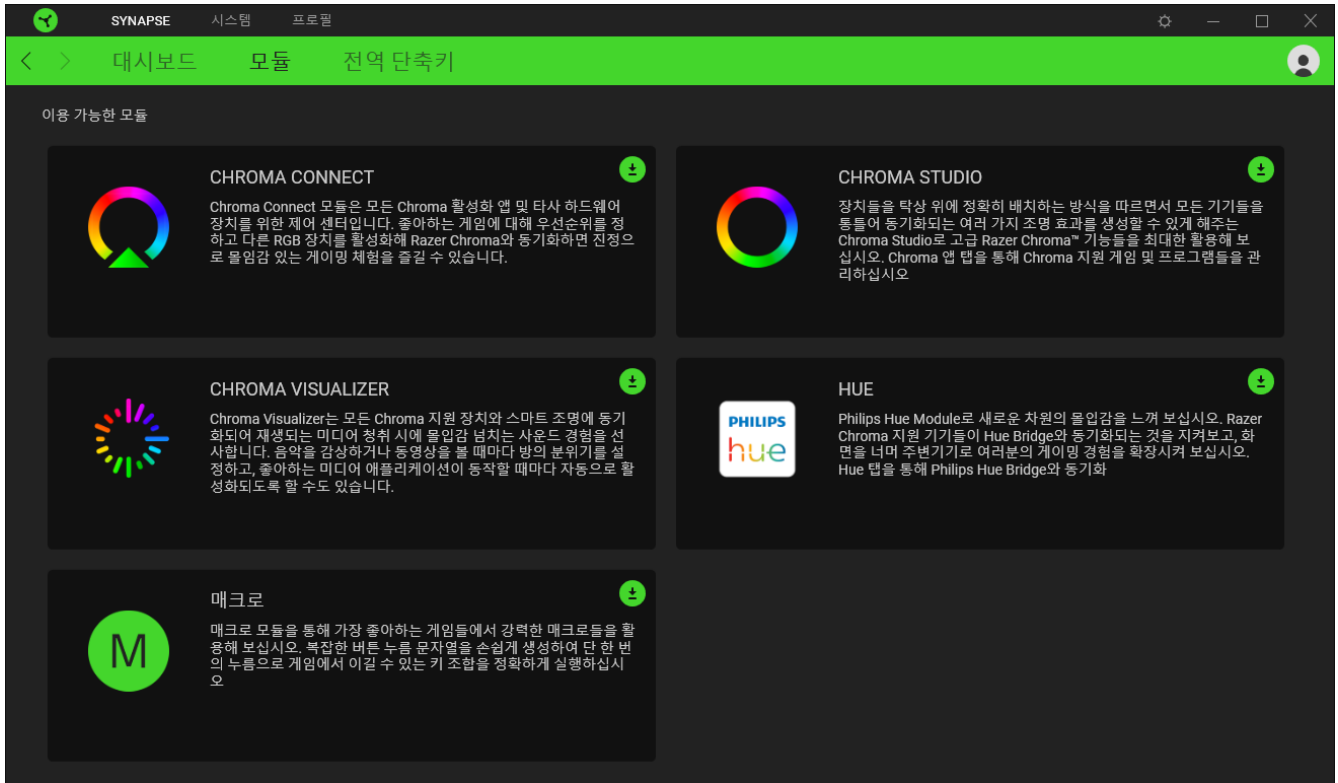 SYNAPSE 시스템 프로필
대시보드 모듈 전역 단축키
이용 가능한 모듈
CHROMA CONNECT
Chroma Connect 모듈은 모든 Chroma 활성화 앱 및 타사 하드웨어
장치를 위한 제어 센터입니다. 좋아하는 게임에 대해 우선순위를 정
하고 다른 RGB 장치를 활성화해 Razer Chroma와 동기화하면 진정으
로 몰임감 있는 게이밍 체험을 즐길 수 있습니다.
CHROMA STUDIO
장치들을 탁상 위에 정확히 배치하는 방식을 따르면서 모든 기기들을
통틀어 동기화되는 여러 가지 조명 효과를 생성할 수 있게 해주는
Chroma Studio로 고급 Razer Chroma™ 기능들을 최대한 활용해 보
십시오. Chroma 앱 탭을 통해 Chroma 지원 게임 및 프로그램들을 관
리하십시오
CHROMA VISUALIZER
Chroma Visualizer는 모든 Chroma 지원 장치와 스마트 조명에 동기
화되어 재생되는 미디어 청취 시에 몰입감 넘치는 사운드 경험을 선
사합니다. 음악을 감상하거나 동영상을 볼 때마다 방의 분위기를 설
정하고, 좋아하는 미디어 애플리케이션이 동작할 때마다 자동으로 활
성화되도록 할 수도 있습니다.
PHILIPS
hue
HUE
Philips Hue Module로 새로운 차원의 몰입감을 느껴 보십시오. Razer
Chroma 지원 기기들이 Hue Bridge와 동기화되는 것을 지켜보고, 화
면을 너머 주변기기로 여러분의 게이밍 경험을 확장시켜 보십시오.
Hue 탭을 통해 Philips Hue Bridge와 동기화
M
매크로
매크로 모듈을 통해 가장 좋아하는 게임들에서 강력한 매크로들을 활
용해 보십시오. 복잡한 버튼 누름 문자열을 손쉽게 생성하여 단 한 번
의 누름으로 게임에서 이길 수 있는 키 조합을 정확하게 실행하십시
오